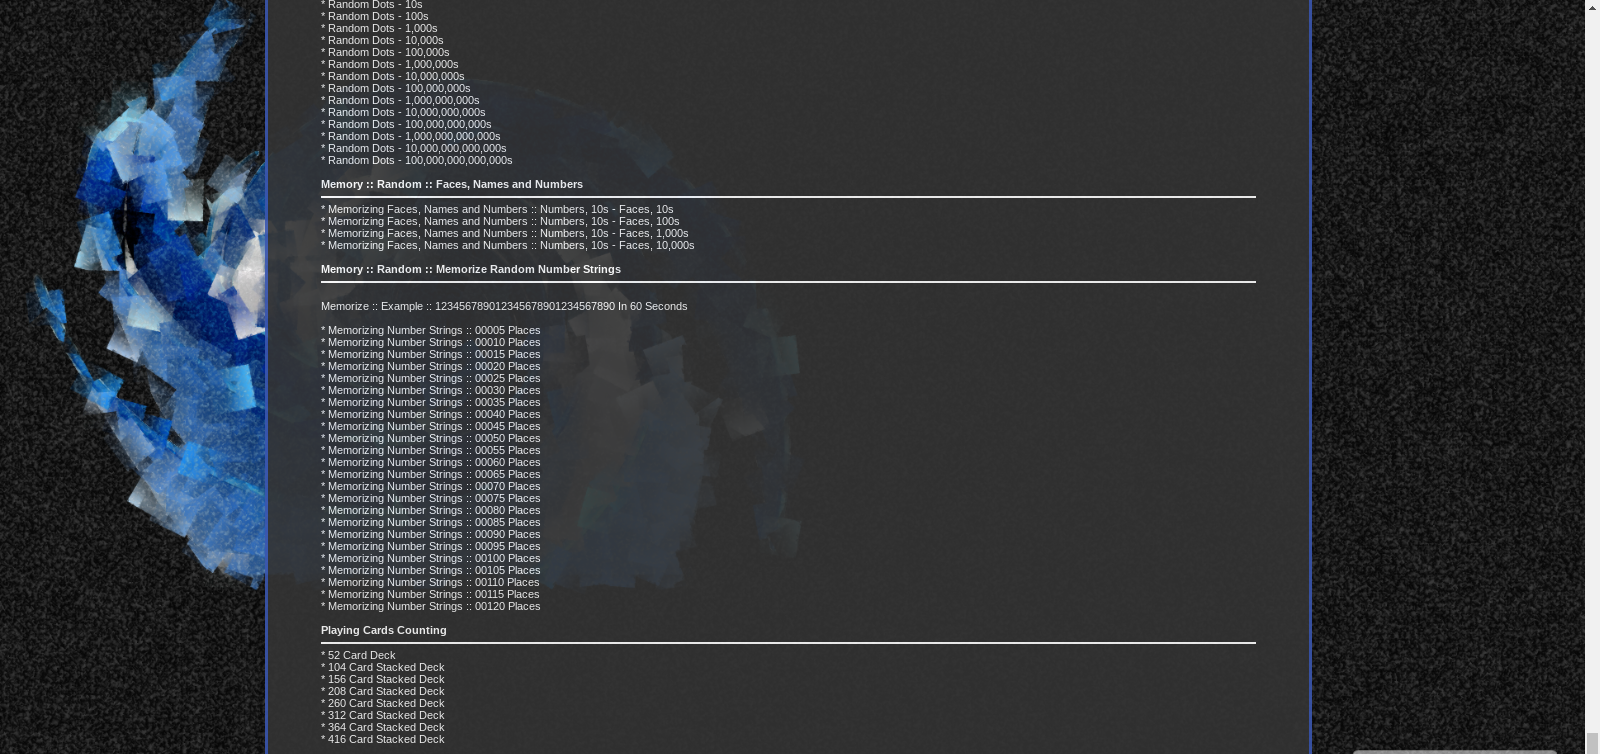 * Random Dots - 10s
* Random Dots - 100s
* Random Dots - 1,000s
* Random Dots - 10,000s
* Random Dots - 100,000s
* Random Dots - 1,000,000s
* Random Dots - 10,000,000s
* Random Dots - 100,000,000s
* Random Dots - 1,000,000,000s
* Random Dots - 10,000,000,000s
* Random Dots - 100,000,000,000s
* Random Dots - 1,000,000,000,000s
* Random Dots - 10,000,000,000,000s
* Random Dots - 100,000,000,000,000s
Memory :: Random :: Faces, Names and Numbers
* Memorizing Faces, Names and Numbers :: Numbers, 10s - Faces, 10s
* Memorizing Faces, Names and Numbers :: Numbers, 10s - Faces, 100s
* Memorizing Faces, Names and Numbers :: Numbers, 10s - Faces, 1,000s
* Memorizing Faces, Names and Numbers :: Numbers, 10s - Faces, 10,000s
Memory :: Random :: Memorize Random Number Strings
Memorize :: Example :: 123456789012345678901234567890 In 60 Seconds
* Memorizing Number Strings :: 00005 Places
* Memorizing Number Strings :: 00010 Places
* Memorizing Number Strings :: 00015 Places
* Memorizing Number Strings :: 00020 Places
* Memorizing Number Strings :: 00025 Places
* Memorizing Number Strings :: 00030 Places
* Memorizing Number Strings :: 00035 Places
* Memorizing Number Strings :: 00040 Places
* Memorizing Number Strings :: 00045 Places
* Memorizing Number Strings :: 00050 Places
* Memorizing Number Strings :: 00055 Places
* Memorizing Number Strings :: 00060 Places
* Memorizing Number Strings :: 00065 Places
* Memorizing Number Strings :: 00070 Places
* Memorizing Number Strings :: 00075 Places
* Memorizing Number Strings :: 00080 Places
* Memorizing Number Strings :: 00085 Places
* Memorizing Number Strings :: 00090 Places
* Memorizing Number Strings :: 00095 Places
* Memorizing Number Strings :: 00100 Places
* Memorizing Number Strings :: 00105 Places
* Memorizing Number Strings :: 00110 Places
* Memorizing Number Strings :: 00115 Places
* Memorizing Number Strings :: 00120 Places
Playing Cards Counting
* 52 Card Deck
* 104 Card Stacked Deck
* 156 Card Stacked Deck
* 208 Card Stacked Deck
* 260 Card Stacked Deck
* 312 Card Stacked Deck
* 364 Card Stacked Deck
* 416 Card Stacked Deck